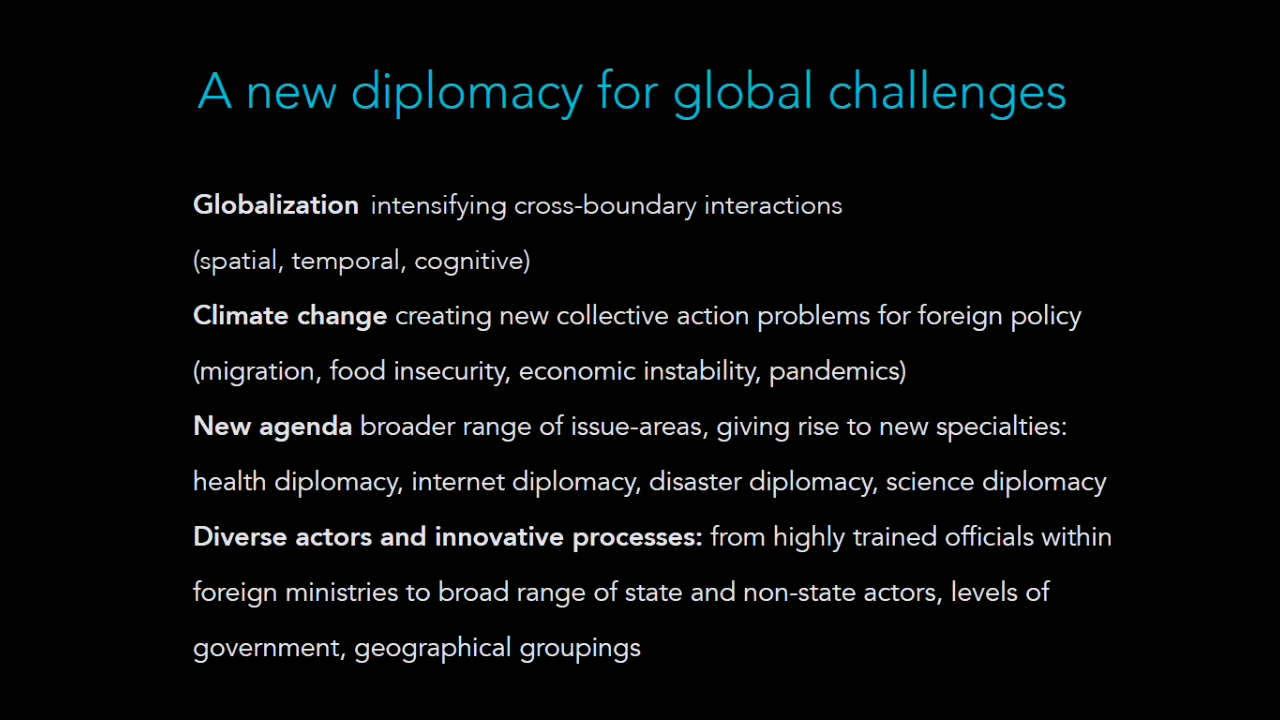 A new diplomacy for global challenges
Globalization intensifying cross-boundary interactions
(spatial, temporal, cognitive)
Climate change creating new collective action problems for foreign policy
(migration, food insecurity, economic instability, pandemics)
New agenda broader range of issue-areas, giving rise to new specialties:
health diplomacy, internet diplomacy, disaster diplomacy, science diplomacy
Diverse actors and innovative processes: from highly trained officials within
foreign ministries to broad range of state and non-state actors, levels of
government, geographical groupings